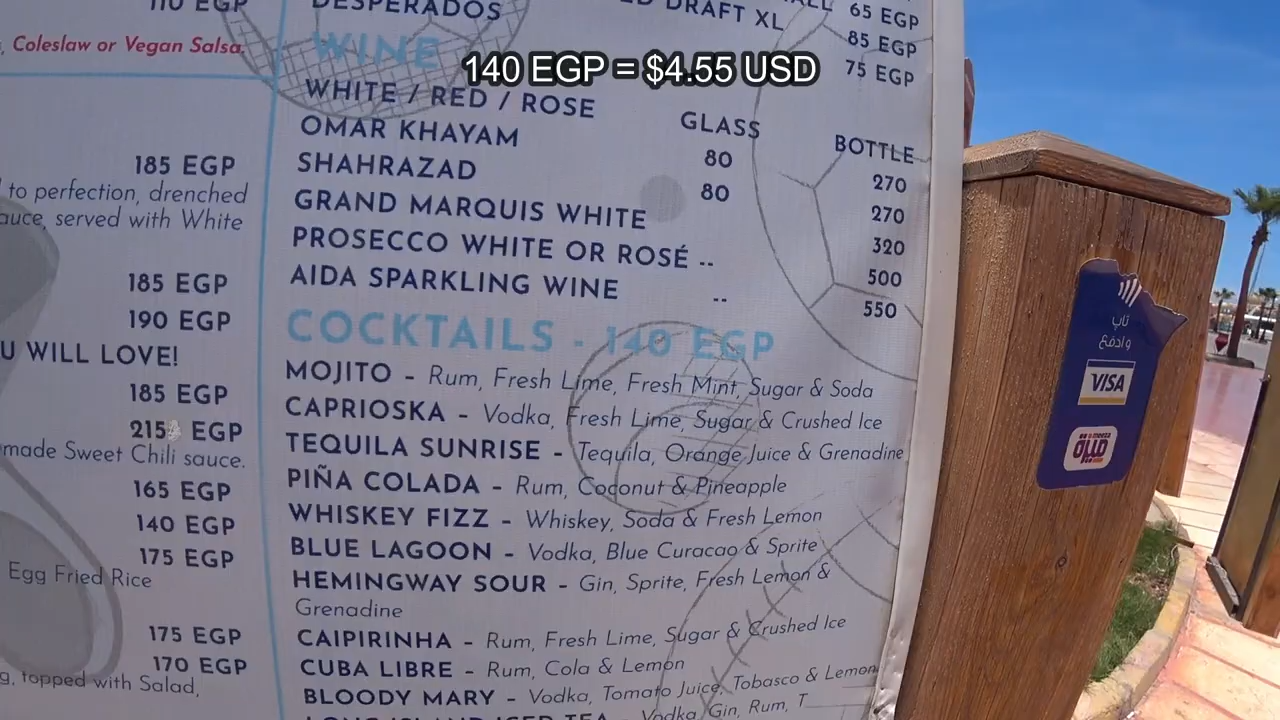 140 EGP = $4.55 USD
110 EGP
Coleslaw or Vegan Salsa.
185 EGP
to perfection, drenched
served with White
185 EGP
190 EGP
U WILL LOVE!
185 EGP
215 EGP
made Sweet Chili sauce.
165 EGP
140 EGP
175 EGP
Egg Fried Rice
175 EGP
170 EGP
topped with Salad,
DESPERADOS
DRAFT XL
65 EGP
85 EGP
75 EGP
WINE
WHITE / RED / ROSE GLASS BOTTLE
OMAR KHAYAM 80 270
SHAHRAZAD 80 270
GRAND MARQUIS WHITE 320
PROSECCO WHITE OR ROSÉ -- 500
AIDA SPARKLING WINE -- 550
COCKTAILS - 140 EGP
MOJITO - Rum, Fresh Lime, Fresh Mint, Sugar & Soda
CAPRIOSKA - Vodka, Fresh Lime, Sugar & Crushed Ice
TEQUILA SUNRISE - Tequila, Orange Juice & Grenadine
PIÑA COLADA - Rum, Coconut & Pineapple
WHISKEY FIZZ - Whiskey, Soda & Fresh Lemon
BLUE LAGOON - Vodka, Blue Curacao & Sprite
HEMINGWAY SOUR - Gin, Sprite, Fresh Lemon &
Grenadine
CAIPIRINHA - Rum, Fresh Lime, Sugar & Crushed Ice
CUBA LIBRE - Rum, Cola & Lemon
BLOODY MARY - Vodka, Tomato Juice, Tobasco & Lemon
LONG ISLAND ICED TEA - Vodka, Gin, Rum, T
تاب
وادفع
VISA
meeza
ميزة